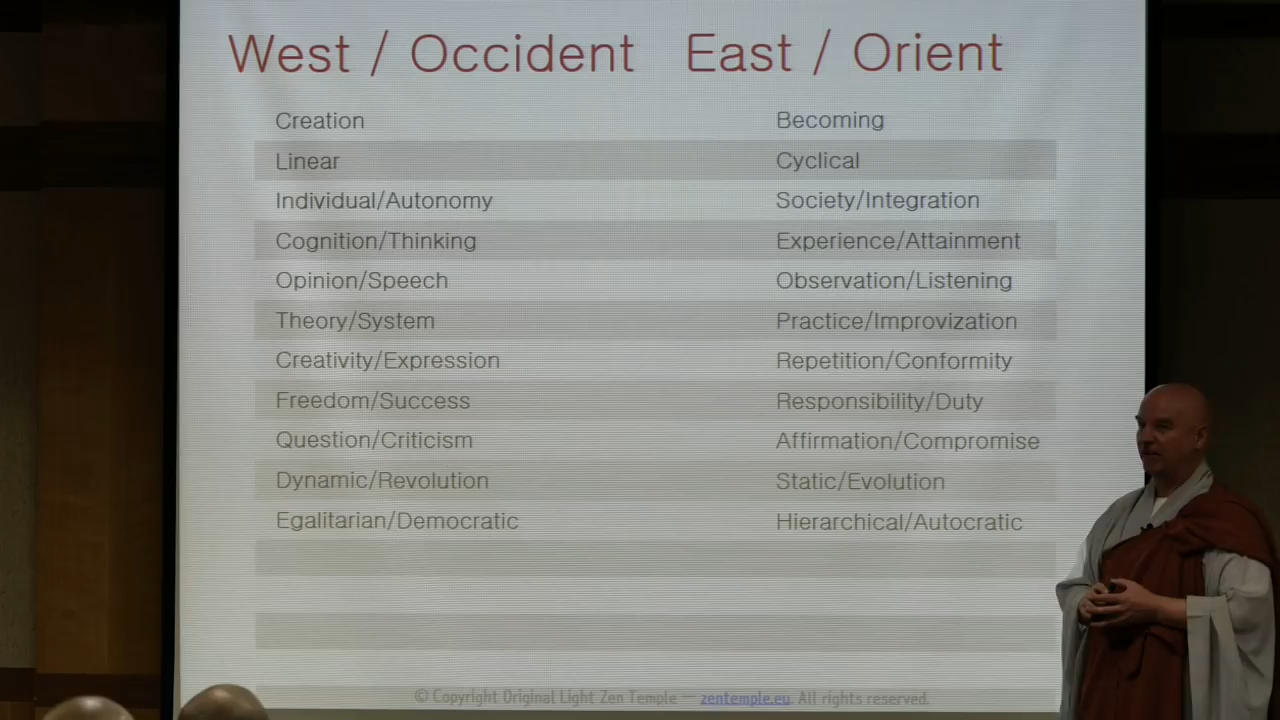 West / Occident East / Orient
Creation Becoming
Linear Cyclical
Individual/Autonomy Society/Integration
Cognition/Thinking Experience/Attainment
Opinion/Speech Observation/Listening
Theory/System Practice/Improvization
Creativity/Expression Repetition/Conformity
Freedom/Success Responsibility/Duty
Question/Criticism Affirmation/Compromise
Dynamic/Revolution Static/Evolution
Egalitarian/Democratic Hierarchical/Autocratic
© Copyright Original Light Zen Temple — zentemple.eu. All rights reserved.